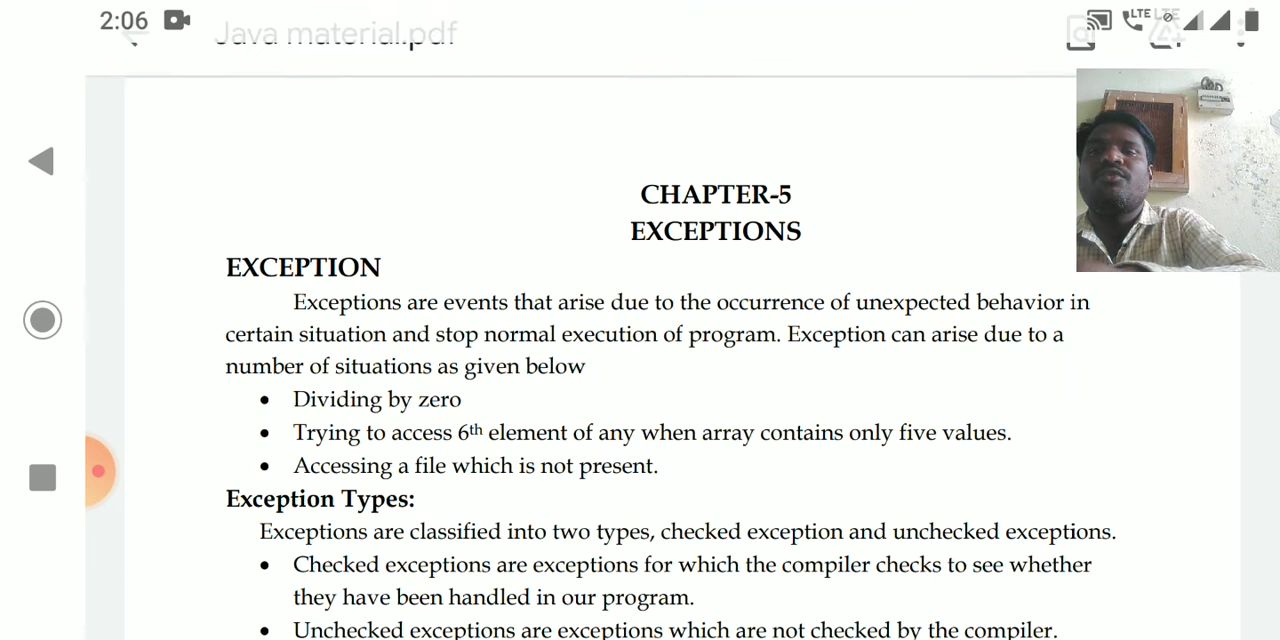 2:06
Java material.pdf
LTE LTE
CHAPTER-5
EXCEPTIONS
EXCEPTION
Exceptions are events that arise due to the occurrence of unexpected behavior in
certain situation and stop normal execution of program. Exception can arise due to a
number of situations as given below
• Dividing by zero
• Trying to access 6th element of any when array contains only five values.
• Accessing a file which is not present.
Exception Types:
Exceptions are classified into two types, checked exception and unchecked exceptions.
• Checked exceptions are exceptions for which the compiler checks to see whether
they have been handled in our program.
• Unchecked exceptions are exceptions which are not checked by the compiler.